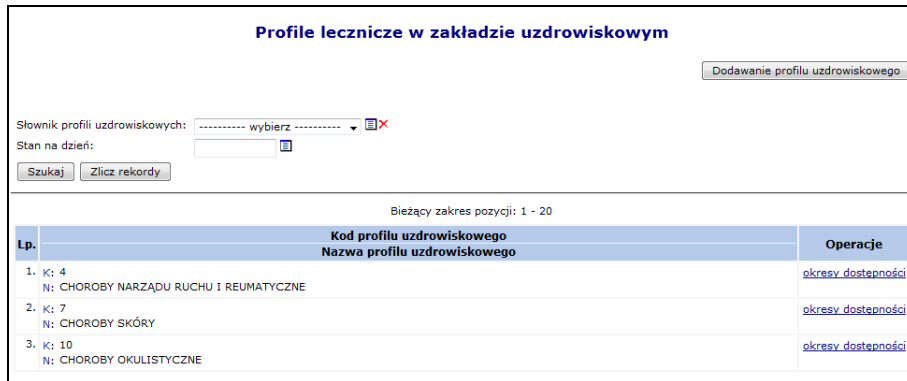 Profile lecznicze w zakładzie uzdrowiskowym
Dodawanie profilu uzdrowiskowego
Słownik profili uzdrowiskowych: ---------- wybierz ----------
Stan na dzień:
Szukaj Zlicz rekordy
Bieżący zakres pozycji: 1 - 20
Lp. Kod profilu uzdrowiskowego Operacje
Nazwa profilu uzdrowiskowego
1. K: 4 okresy dostępności
N: CHOROBY NARZĄDU RUCHU I REUMATYCZNE
2. K: 7 okresy dostępności
N: CHOROBY SKÓRY
3. K: 10 okresy dostępności
N: CHOROBY OKULISTYCZNE